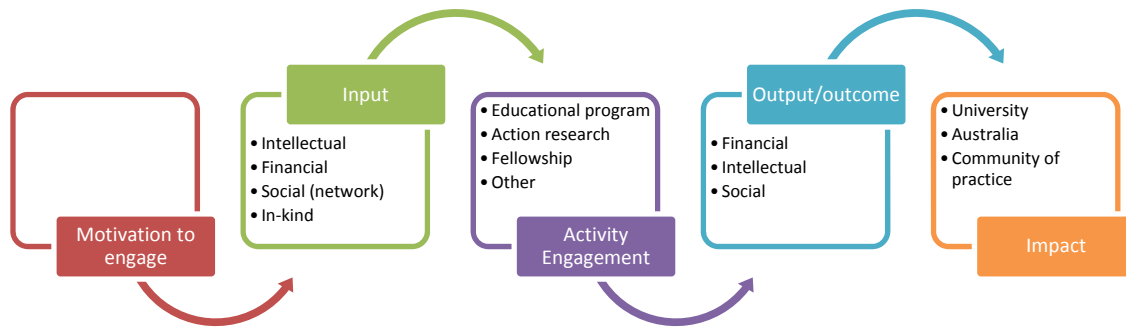 Motivation to
engage
Input
• Intellectual
• Financial
• Social (network)
• In-kind
• Educational program
• Action research
• Fellowship
• Other
Activity
Engagement
Output/outcome
• Financial
• Intellectual
• Social
• University
• Australia
• Community of
practice
Impact